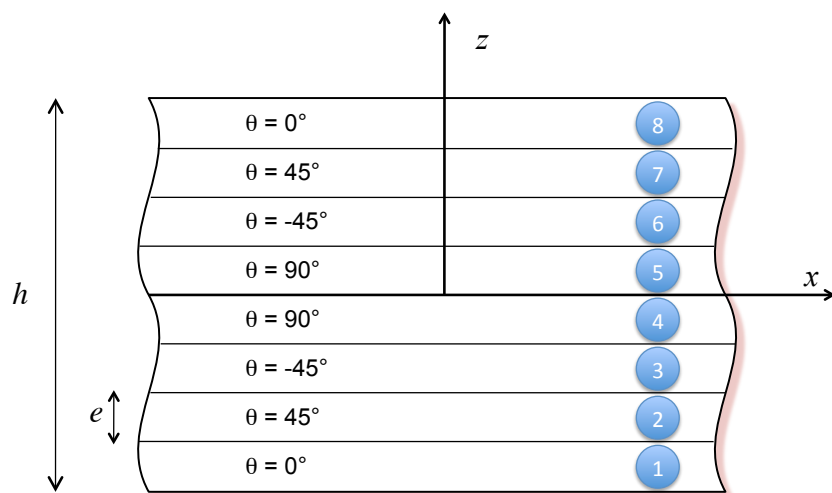 z
θ = 0° 8
θ = 45° 7
θ = -45° 6
θ = 90° 5
x
h
θ = 90° 4
θ = -45° 3
e
θ = 45° 2
θ = 0° 1